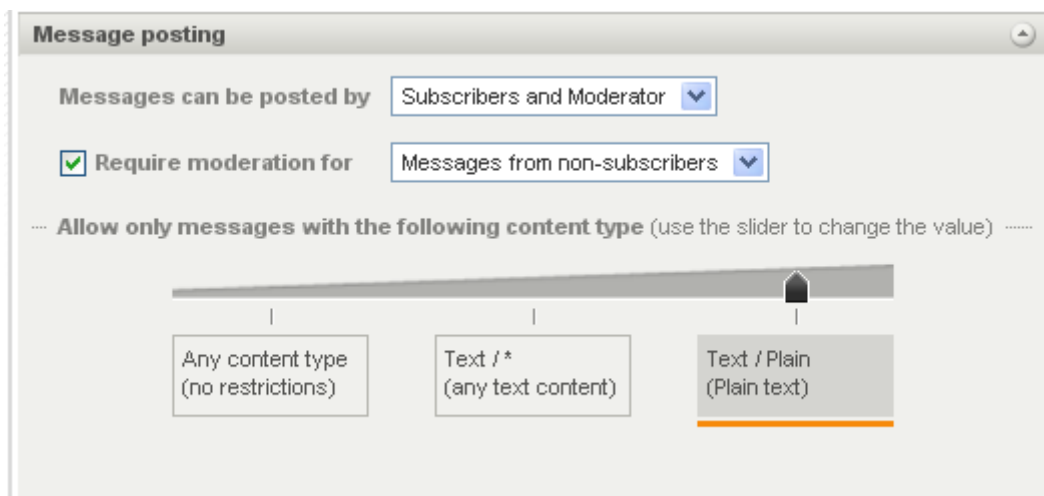 Message posting
Messages can be posted by Subscribers and Moderator
Require moderation for Messages from non-subscribers
Allow only messages with the following content type (use the slider to change the value)
Any content type Text / * Text / Plain
(no restrictions) (any text content) (Plain text)